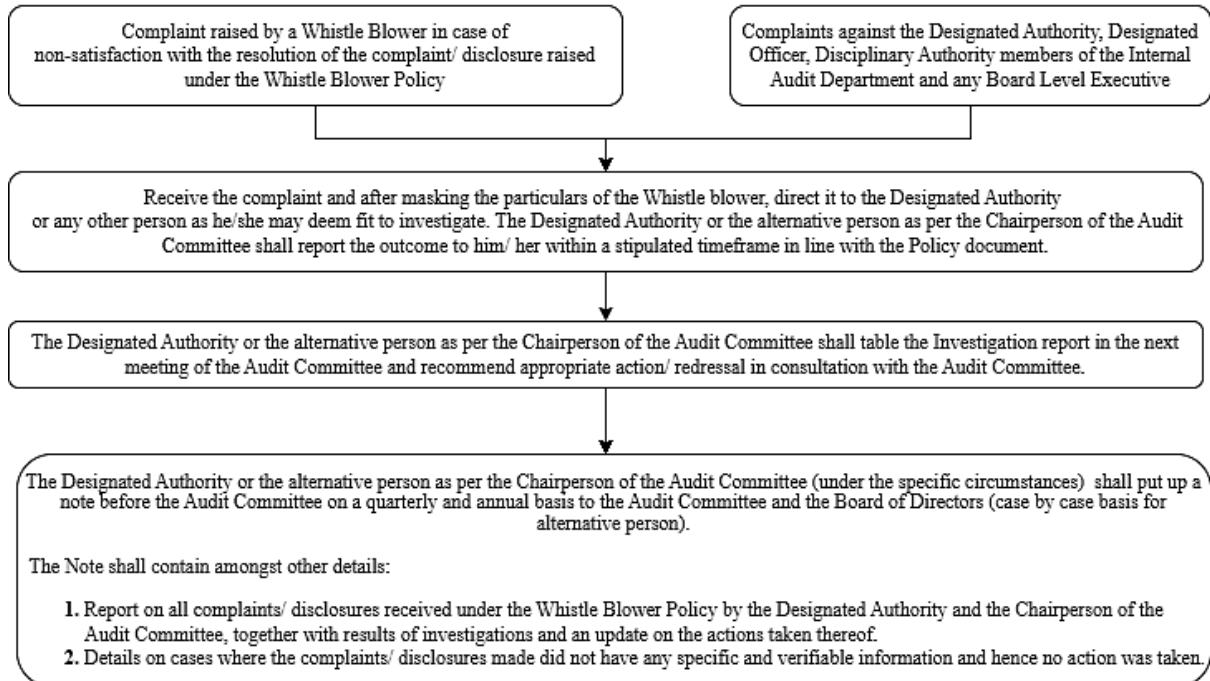 Complaint raised by a Whistle Blower in case of
non-satisfaction with the resolution of the complaint/ disclosure raised
under the Whistle Blower Policy
Complaints against the Designated Authority, Designated
Officer, Disciplinary Authority members of the Internal
Audit Department and any Board Level Executive
Receive the complaint and after masking the particulars of the Whistle blower, direct it to the Designated Authority
or any other person as he/she may deem fit to investigate. The Designated Authority or the alternative person as per the Chairperson of the Audit
Committee shall report the outcome to him/ her within a stipulated timeframe in line with the Policy document.
The Designated Authority or the alternative person as per the Chairperson of the Audit Committee shall table the Investigation report in the next
meeting of the Audit Committee and recommend appropriate action/ redressal in consultation with the Audit Committee.
The Designated Authority or the alternative person as per the Chairperson of the Audit Committee (under the specific circumstances) shall put up a
note before the Audit Committee on a quarterly and annual basis to the Audit Committee and the Board of Directors (case by case basis for
alternative person).
The Note shall contain amongst other details:
1. Report on all complaints/ disclosures received under the Whistle Blower Policy by the Designated Authority and the Chairperson of the
Audit Committee, together with results of investigations and an update on the actions taken thereof.
2. Details on cases where the complaints/ disclosures made did not have any specific and verifiable information and hence no action was taken.